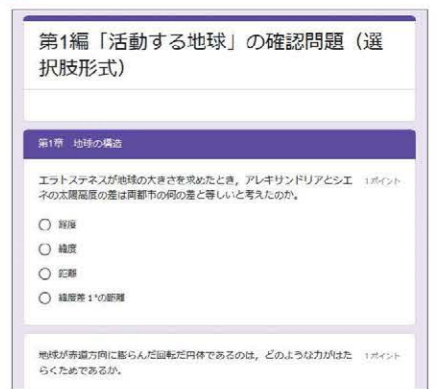 第1編「活動する地球」の確認問題（選
択肢形式）
第1章 地球の構造
エラトステネスが地球の大きさを求めたとき，アレキサンドリアとシエ 1ポイント
ネの太陽高度の差は両都市の何の差と等しいと考えたのか。
経度
緯度
距離
緯度差1°の距離
地球が赤道方向に膨らんだ回転だ円体であるのは，どのような力がはた 1ポイント
らくためであるか。